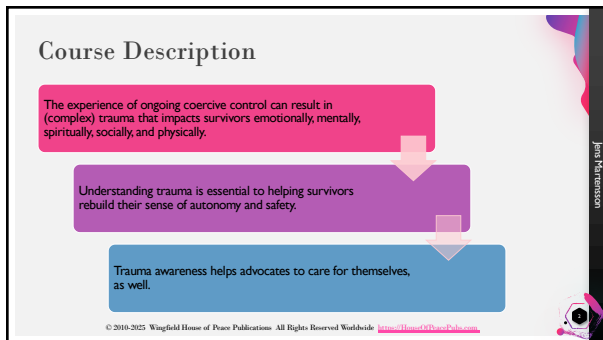 Course Description
The experience of ongoing coercive control can result in
(complex) trauma that impacts survivors emotionally, mentally,
spiritually, socially, and physically.
Understanding trauma is essential to helping survivors
rebuild their sense of autonomy and safety.
Trauma awareness helps advocates to care for themselves,
as well.
© 2010-2025 Wingfield House of Peace Publications All Rights Reserved Worldwide https://HouseOfPeacePubs.com
Jens Martensson